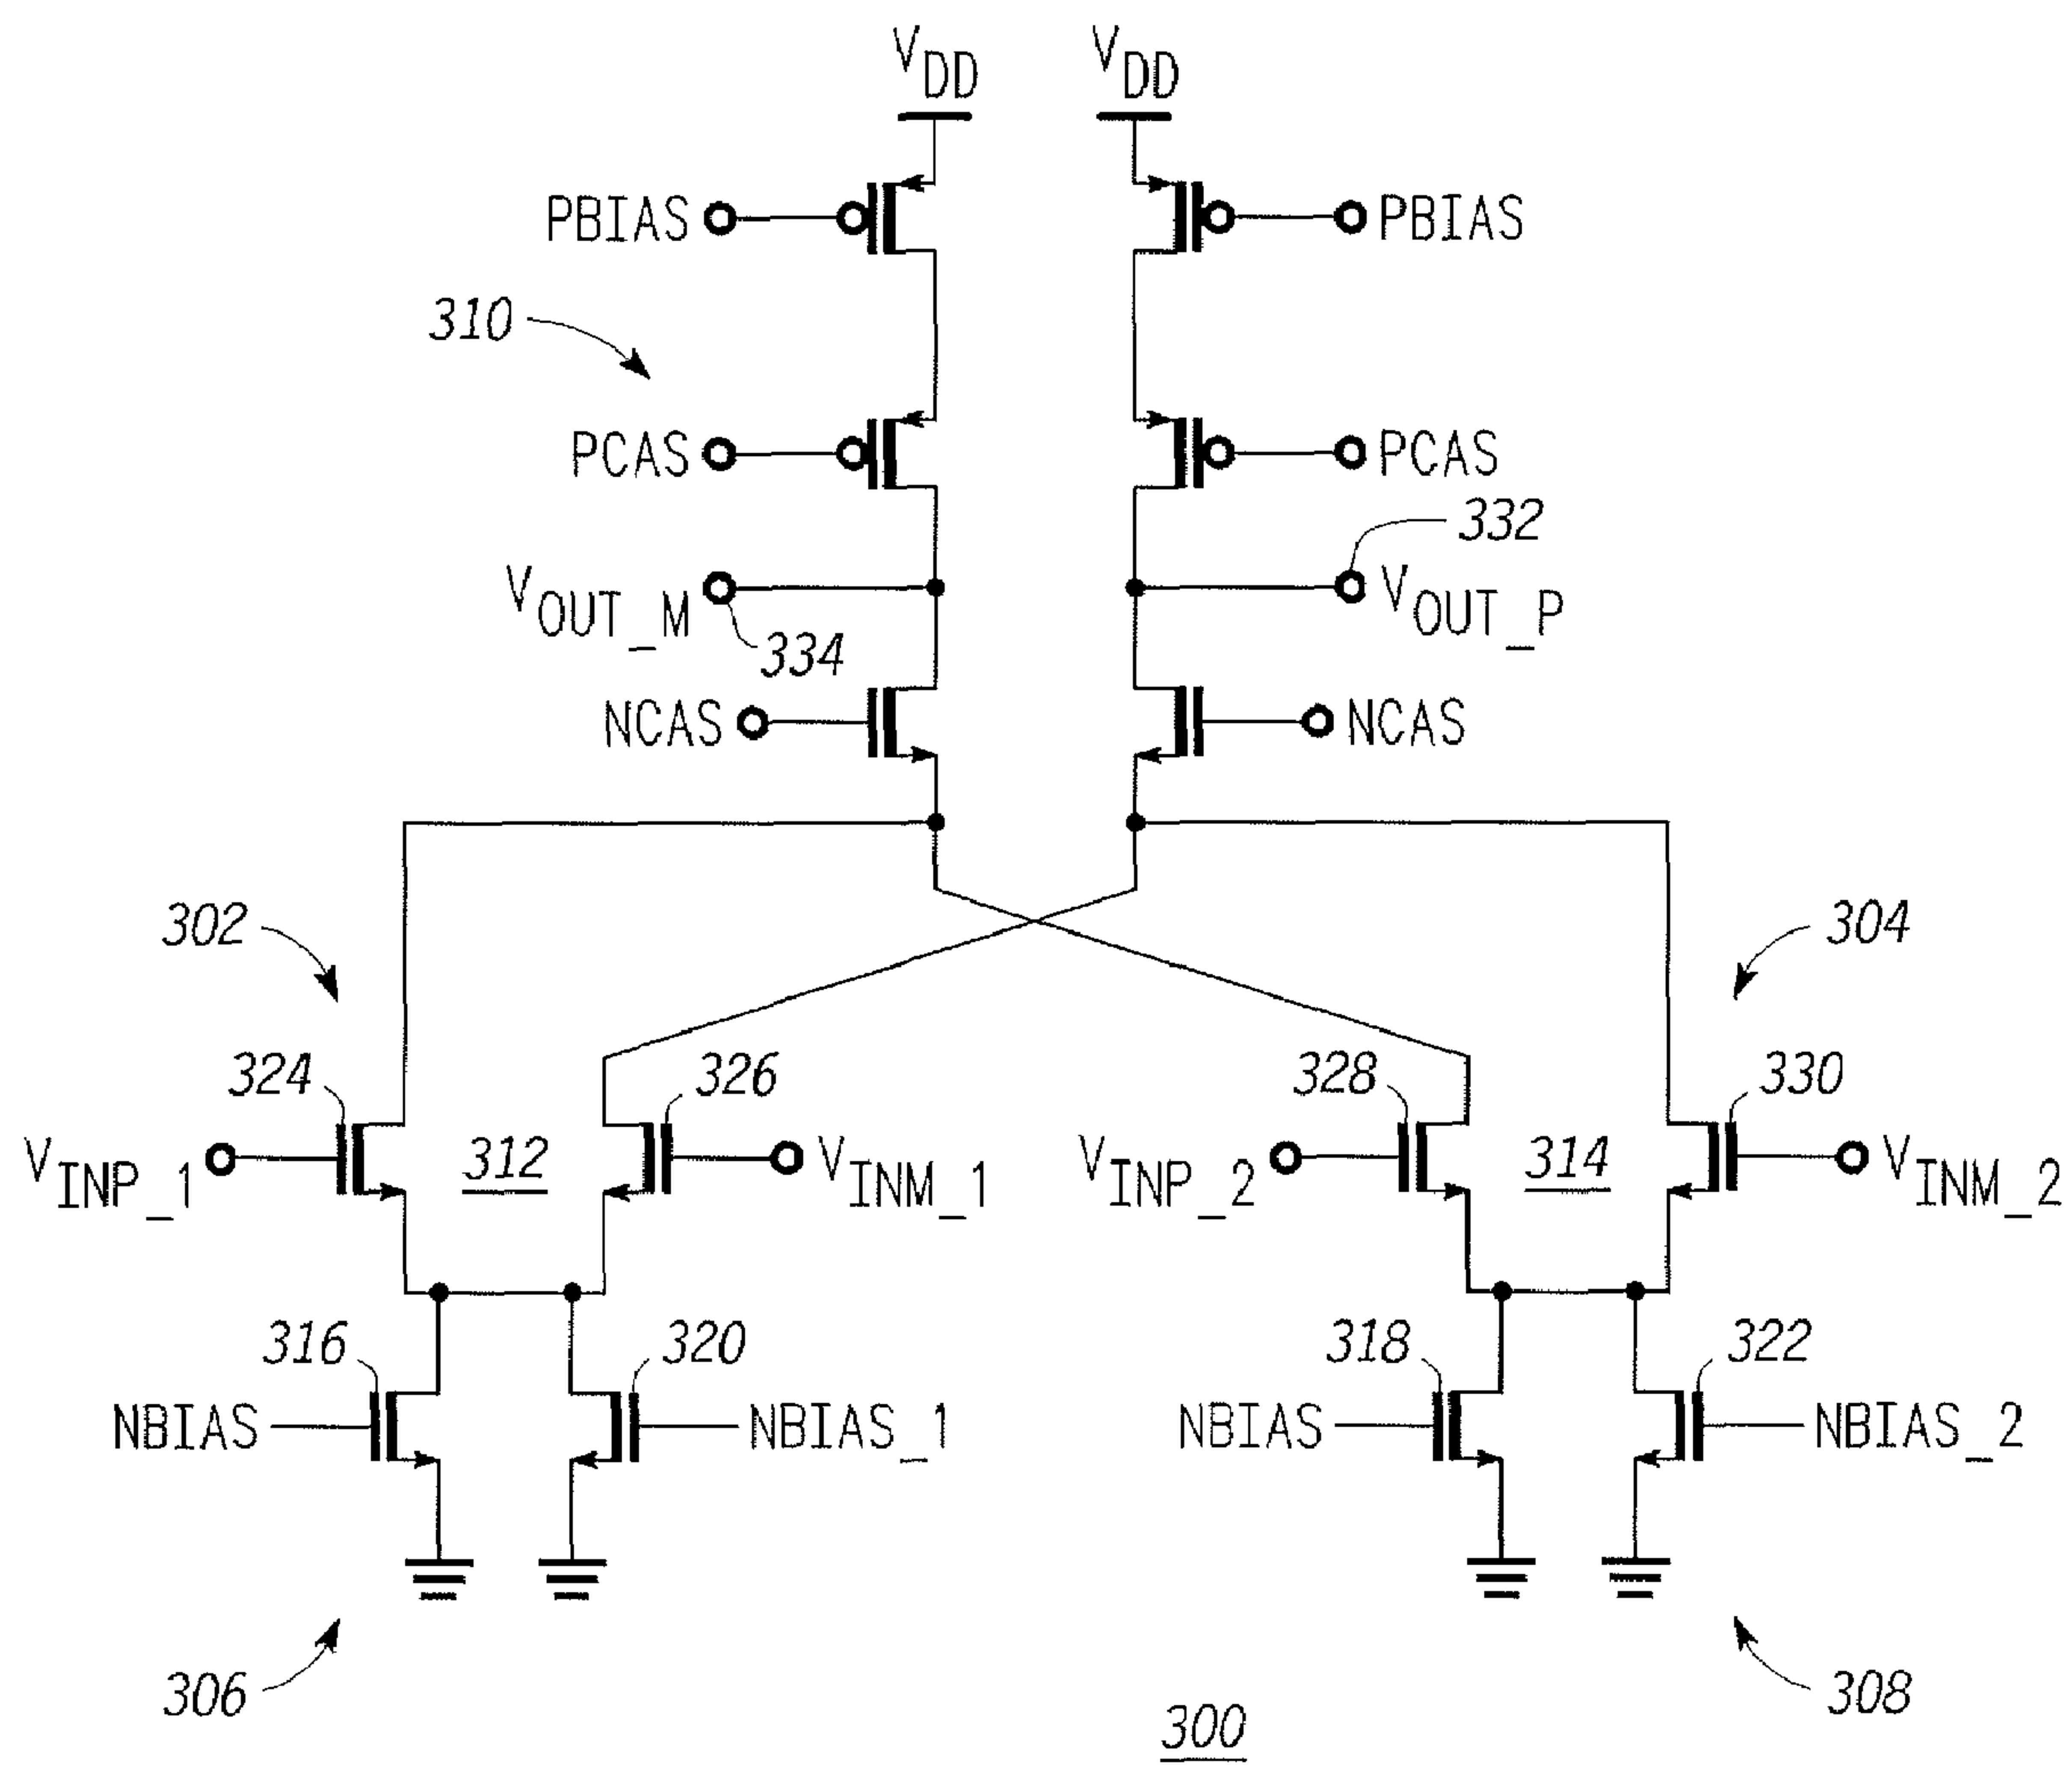 VDD VDD
PBIAS PBIAS
310
PCAS PCAS
332
VOUT_M VOUT_P
334
NCAS NCAS
302 304
324 326 328 330
VINP_1 312 VINM_1 VINP_2 314 VINM_2
316 320 318 322
NBIAS NBIAS_1 NBIAS NBIAS_2
306 308
300